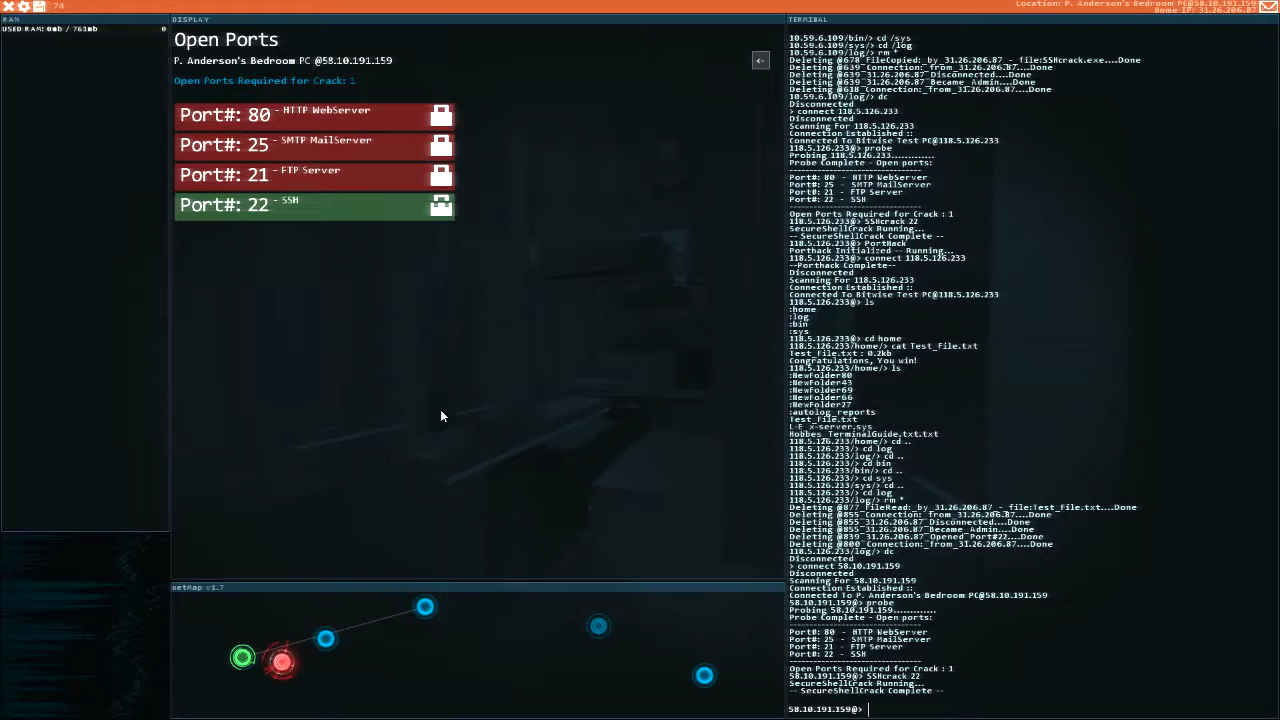 74
Location: P. Anderson's Bedroom PC@58.10.191.159
Home IP: 31.26.206.87
RAM
USED RAM: 0mb / 761mb
0
DISPLAY
Open Ports
P. Anderson's Bedroom PC @58.10.191.159
<-
Open Ports Required for Crack: 1
Port#: 80 - HTTP WebServer
Port#: 25 - SMTP MailServer
Port#: 21 - FTP Server
Port#: 22 - SSH
netMap v1.7
TERMINAL
10.59.6.109/bin/> cd /sys
10.59.6.109/sys/> cd /log
10.59.6.109/log/> rm *
Deleting @678_FileCopied:_by_31.26.206.87_-_file:SSHcrack.exe....Done
Deleting @639_Connection:_from_31.26.206.87....Done
Deleting @639_31.26.206.87_Disconnected....Done
Deleting @639_31.26.206.87_Became_Admin....Done
Deleting @618_Connection:_from_31.26.206.87....Done
10.59.6.109/log/> dc
Disconnected
> connect 118.5.126.233
Disconnected
Scanning For 118.5.126.233
Connection Established ::
Connected To Bitwise Test PC@118.5.126.233
118.5.126.233@> probe
Probing 118.5.126.233.............
Probe Complete - Open ports:
---------------------------------
Port#: 80  -  HTTP WebServer
Port#: 25  -  SMTP MailServer
Port#: 21  -  FTP Server
Port#: 22  -  SSH
---------------------------------
Open Ports Required for Crack : 1
118.5.126.233@> SSHcrack 22
SecureShellCrack Running...
-- SecureShellCrack Complete --
118.5.126.233@> PortHack
Porthack Initialized -- Running...
118.5.126.233@> connect 118.5.126.233
--Porthack Complete--
Disconnected
Scanning For 118.5.126.233
Connection Established ::
Connected To Bitwise Test PC@118.5.126.233
118.5.126.233@> ls
:home
:log
:bin
:sys
118.5.126.233@> cd home
118.5.126.233/home/> cat Test_File.txt
Test_File.txt : 0.2kb
Congratulations, You win!
118.5.126.233/home/> ls
:NewFolder80
:NewFolder43
:NewFolder69
:NewFolder66
:NewFolder27
:autolog_reports
Test_File.txt
L-E_x-server.sys
Hobbes_TerminalGuide.txt.txt
118.5.126.233/home/> cd ..
118.5.126.233/> cd log
118.5.126.233/log/> cd ..
118.5.126.233/> cd bin
118.5.126.233/bin/> cd ..
118.5.126.233/> cd sys
118.5.126.233/sys/> cd ..
118.5.126.233/> cd log
118.5.126.233/log/> rm *
Deleting @877_FileRead:_by_31.26.206.87_-_file:Test_File.txt....Done
Deleting @855_Connection:_from_31.26.206.87....Done
Deleting @855_31.26.206.87_Disconnected....Done
Deleting @855_31.26.206.87_Became_Admin....Done
Deleting @839_31.26.206.87_Opened_Port#22....Done
Deleting @800_Connection:_from_31.26.206.87....Done
118.5.126.233/log/> dc
Disconnected
> connect 58.10.191.159
Disconnected
Scanning For 58.10.191.159
Connection Established ::
Connected To P. Anderson's Bedroom PC@58.10.191.159
58.10.191.159@> probe
Probing 58.10.191.159.............
Probe Complete - Open ports:
---------------------------------
Port#: 80  -  HTTP WebServer
Port#: 25  -  SMTP MailServer
Port#: 21  -  FTP Server
Port#: 22  -  SSH
---------------------------------
Open Ports Required for Crack : 1
58.10.191.159@> SSHcrack 22
SecureShellCrack Running...
-- SecureShellCrack Complete --
58.10.191.159@>